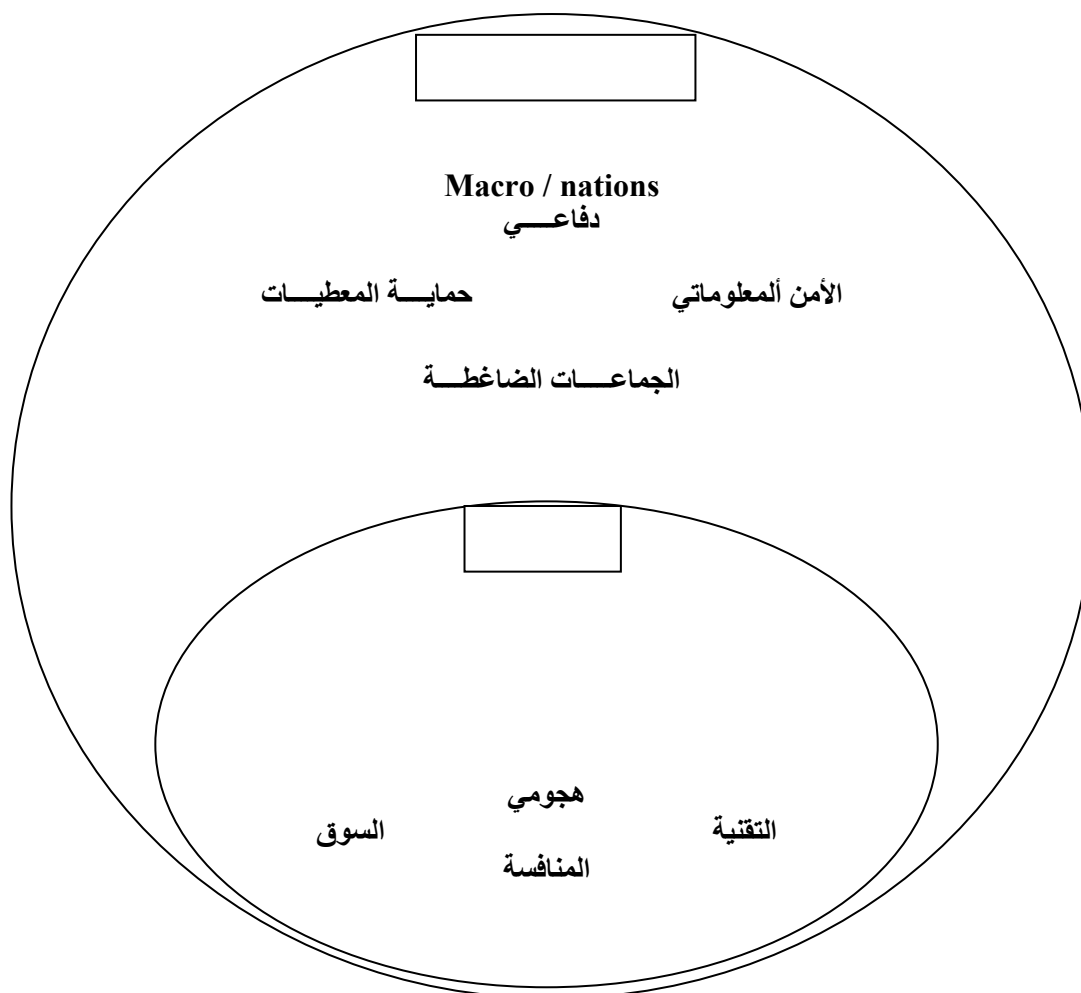 Macro / nations
دفاعــــي
الأمن ألمعلوماتي حمايـــة المعطيـــات
الجماعــــات الضاغطـــة
هجومي
التقنية السوق
المنافسة